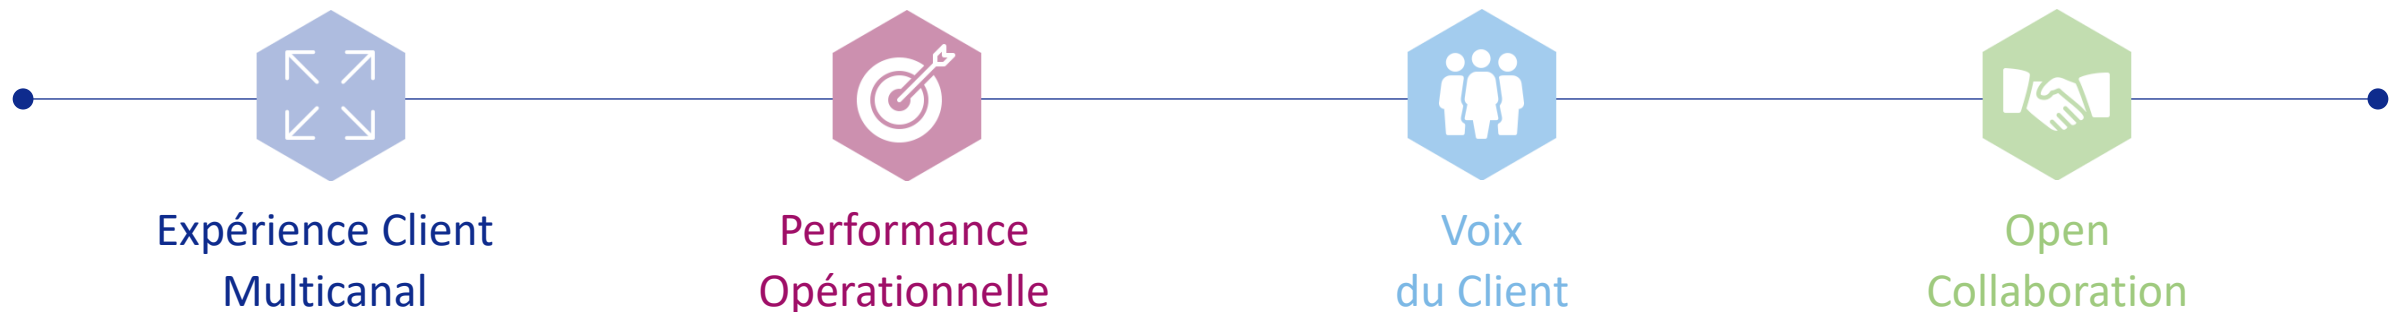 Expérience Client
Multicanal
Performance
Opérationnelle
Voix
du Client
Open
Collaboration